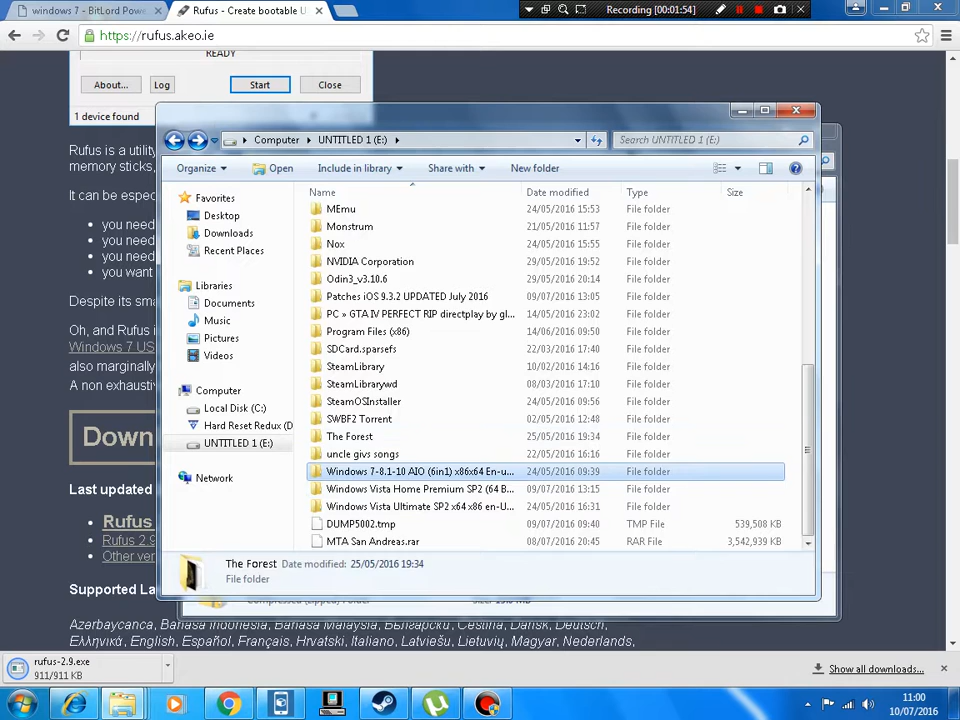 windows 7 - BitLord Powe
Rufus - Create bootable U
Recording [00:01:54]
https://rufus.akeo.ie
READY
About... Log Start Close
1 device found
Computer UNTITLED 1 (E:)
Search UNTITLED 1 (E:)
Organize Open Include in library Share with New folder
Favorites
Desktop
Downloads
Recent Places
Libraries
Documents
Music
Pictures
Videos
Computer
Local Disk (C:)
Hard Reset Redux (D
UNTITLED 1 (E:)
Network
Name Date modified Type Size
MEmu 24/05/2016 15:53 File folder
Monstrum 21/05/2016 11:57 File folder
Nox 24/05/2016 15:55 File folder
NVIDIA Corporation 29/05/2016 19:52 File folder
Odin3_v3.10.6 29/05/2016 20:14 File folder
Patches iOS 9.3.2 UPDATED July 2016 09/07/2016 13:05 File folder
PC » GTA IV PERFECT RIP directplay by gl... 14/05/2016 23:02 File folder
Program Files (x86) 14/06/2016 09:50 File folder
SDCard.sparsefs 22/03/2016 17:40 File folder
SteamLibrary 10/02/2016 14:16 File folder
SteamLibrarywd 08/03/2016 17:10 File folder
SteamOSInstaller 24/05/2016 09:56 File folder
SWBF2 Torrent 02/05/2016 12:48 File folder
The Forest 25/05/2016 19:34 File folder
uncle givs songs 22/05/2016 16:16 File folder
Windows 7-8.1-10 AIO (6in1) x86x64 En-u... 24/05/2016 09:39 File folder
Windows Vista Home Premium SP2 (64 B... 09/07/2016 13:15 File folder
Windows Vista Ultimate SP2 x64 x86 en-U... 24/05/2016 16:31 File folder
DUMP5002.tmp 09/07/2016 09:40 TMP File 539,508 KB
MTA San Andreas.rar 08/07/2016 20:45 RAR File 3,542,939 KB
The Forest Date modified: 25/05/2016 19:34
File folder
Rufus is a utility
memory sticks,
It can be espec
you need
you need
you need
you want
Despite its sma
Oh, and Rufus i
Windows 7 US
also marginally
A non exhaustiv
Down
Last updated
Rufus
Rufus 2.9
Other ver
Supported La
Azərbaycanca, Bahasa Indonesia, Bahasa Malaysia, Български, Čeština, Dansk, Deutsch,
Ελληνικά, English, Español, Français, Hrvatski, Italiano, Latviešu, Lietuvių, Magyar, Nederlands,
rufus-2.9.exe
911/911 KB
Show all downloads...
11:00
10/07/2016